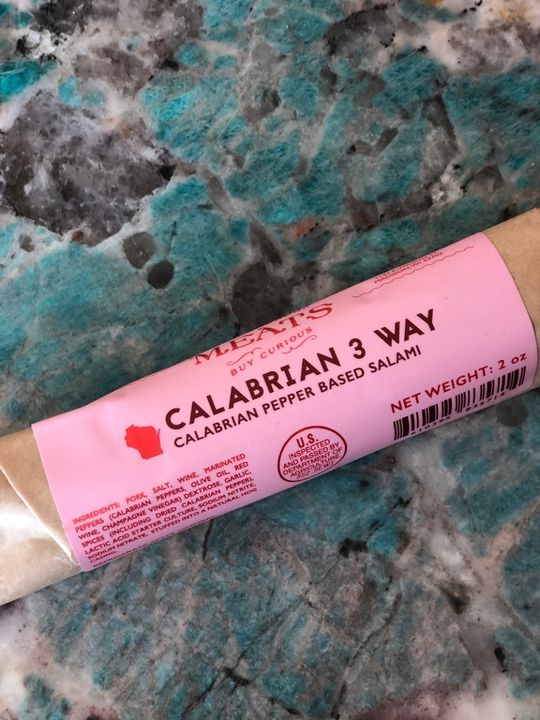 MEATS
BUY CURIOUS
CALABRIAN 3 WAY
CALABRIAN PEPPER BASED SALAMI
NET WEIGHT: 2 oz
U.S.
INSPECTED
AND PASSED BY
DEPARTMENT OF
AGRICULTURE
INGREDIENTS: PORK, SALT, WINE, MARINATED
PEPPERS (CALABRIAN PEPPERS, OLIVE OIL, RED
WINE, CHAMPAGNE VINEGAR) DEXTROSE, GARLIC,
SPICES (INCLUDING DRIED CALABRIAN PEPPER),
LACTIC ACID STARTER CULTURE, SODIUM NITRITE,
SODIUM NITRATE. STUFFED INTO A NATURAL HOG
CASING.